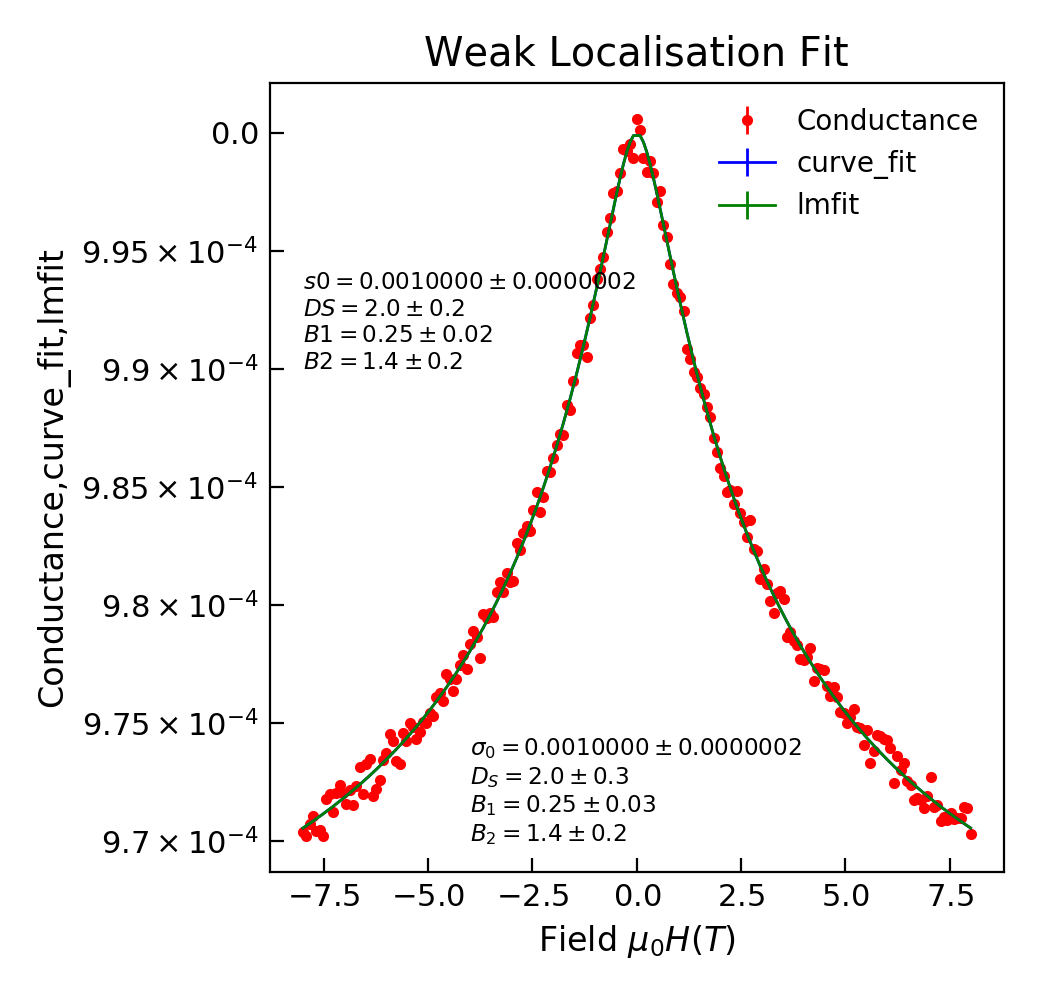 Weak Localisation Fit
Conductance
curve_fit
lmfit
0.0
9.95 × 10⁻⁴
9.9 × 10⁻⁴
9.85 × 10⁻⁴
9.8 × 10⁻⁴
9.75 × 10⁻⁴
9.7 × 10⁻⁴
Conductance,curve_fit,lmfit
s0 = 0.0010000 ± 0.0000002
DS = 2.0 ± 0.2
B1 = 0.25 ± 0.02
B2 = 1.4 ± 0.2
σ₀ = 0.0010000 ± 0.0000002
D_S = 2.0 ± 0.3
B₁ = 0.25 ± 0.03
B₂ = 1.4 ± 0.2
−7.5 −5.0 −2.5 0.0 2.5 5.0 7.5
Field μ₀H(T)